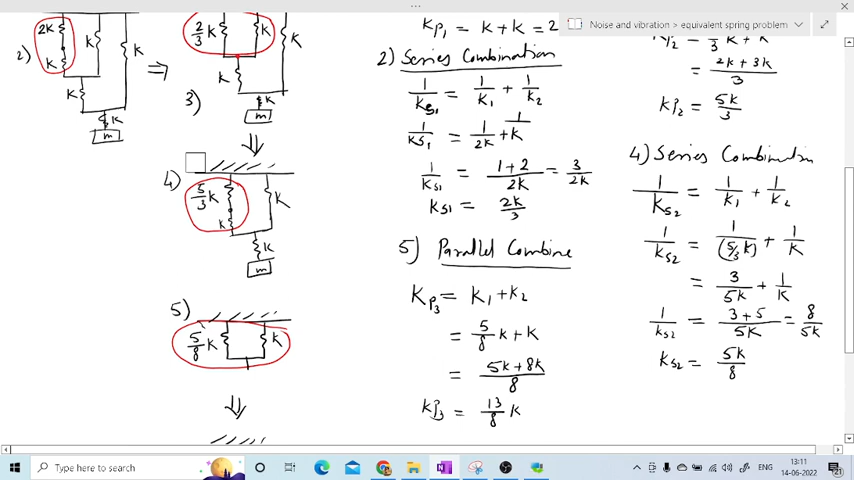 2)
2K
K
K
K
K
K
m
⇒
2/3 K
K
K
K
3)
K
m
⇓
4)
5/3 K
K
K
K
m
5)
5/8 K
K
⇓
KP1 = K + K = 2
2) Series Combination
1/KS1 = 1/K1 + 1/K2
1/KS1 = 1/2K + 1/K
1/KS1 = 1+2/2K = 3/2K
KS1 = 2K/3
5) Parallel Combine
KP3 = K1 + K2
= 5/8 K + K
= 5K + 8K/8
KP3 = 13/8 K
Noise and vibration > equivalent spring problem
KP2 = 2/3 K + K
= 2K + 3K/3
KP2 = 5K/3
4) Series Combination
1/KS2 = 1/K1 + 1/K2
1/KS2 = 1/(5/3 K) + 1/K
= 3/5K + 1/K
1/KS2 = 3+5/5K = 8/5K
KS2 = 5K/8
Type here to search
ENG
13:11
14-06-2022
21